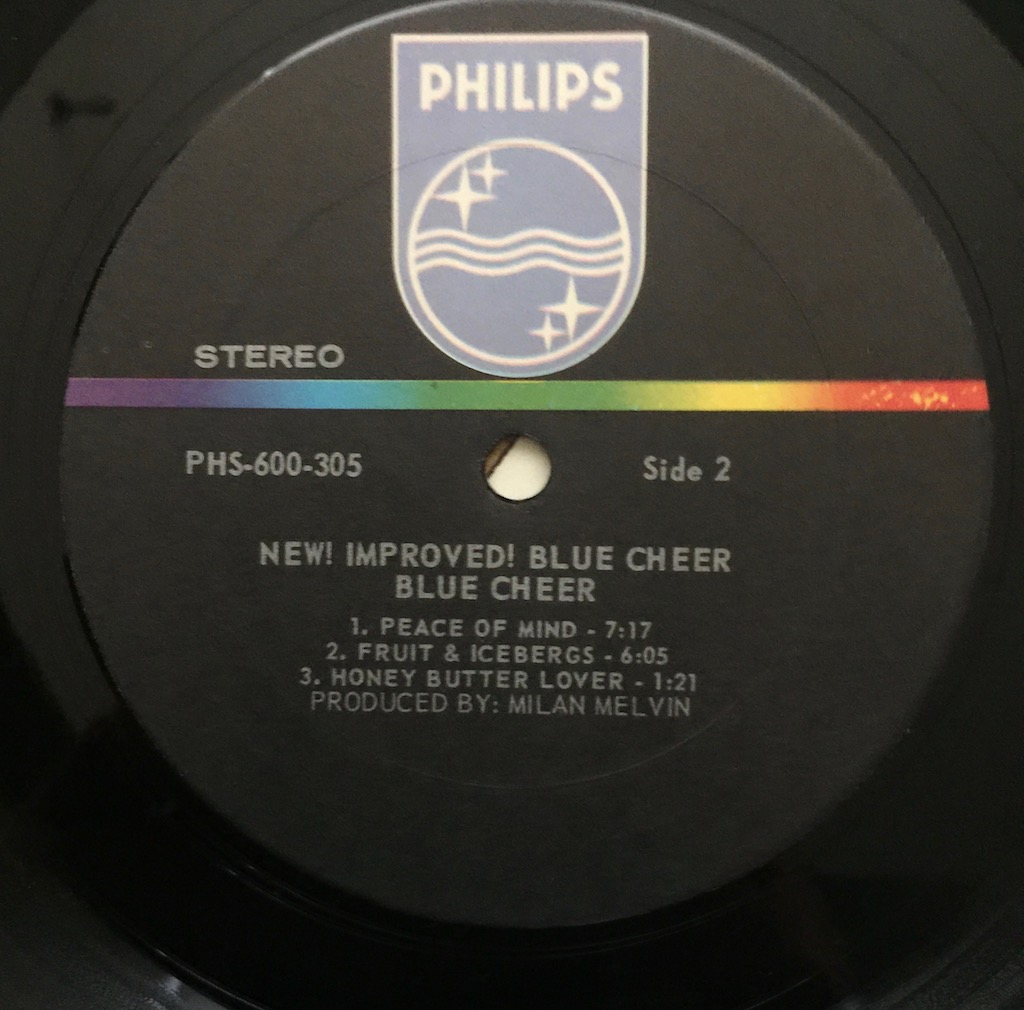 PHILIPS
STEREO
PHS-600-305
Side 2
NEW! IMPROVED! BLUE CHEER
BLUE CHEER
1. PEACE OF MIND - 7:17
2. FRUIT & ICEBERGS - 6:05
3. HONEY BUTTER LOVER - 1:21
PRODUCED BY: MILAN MELVIN